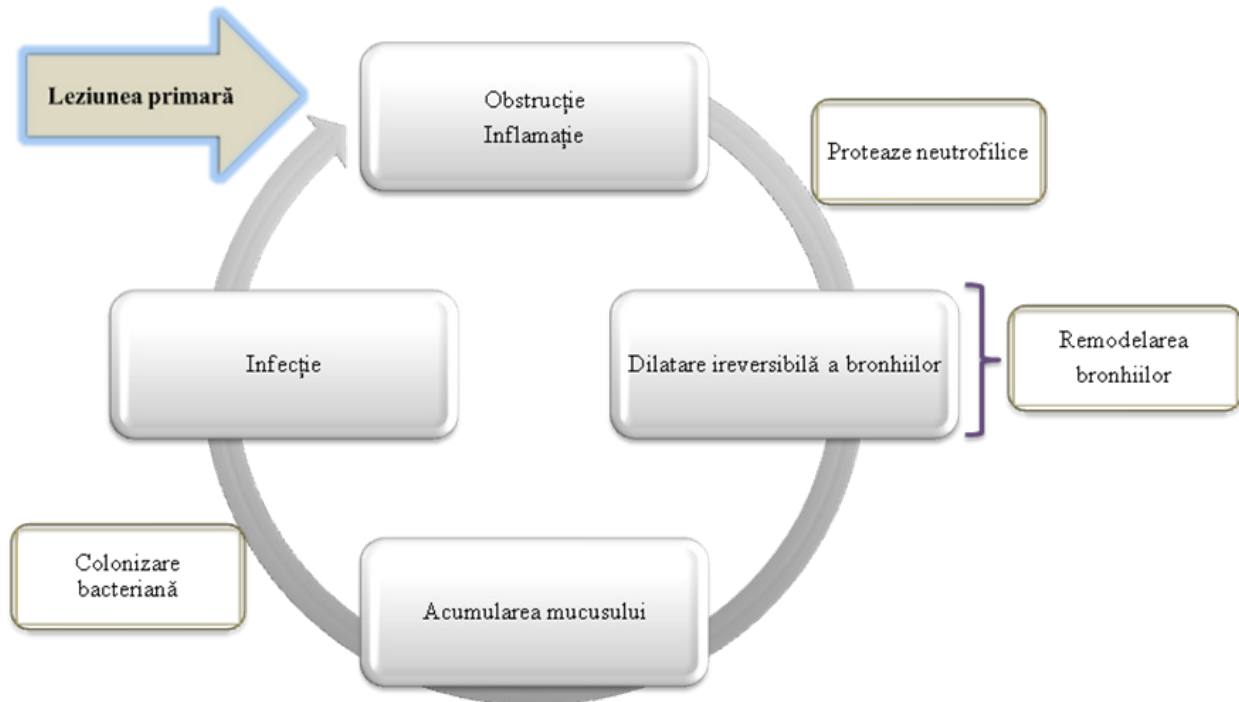 Leziunea primară
Obstrucție
Inflamație
Proteaze neutrofilice
Dilatare ireversibilă a bronhiilor
Remodelarea
bronhiilor
Acumularea mucusului
Colonizare
bacteriană
Infecție